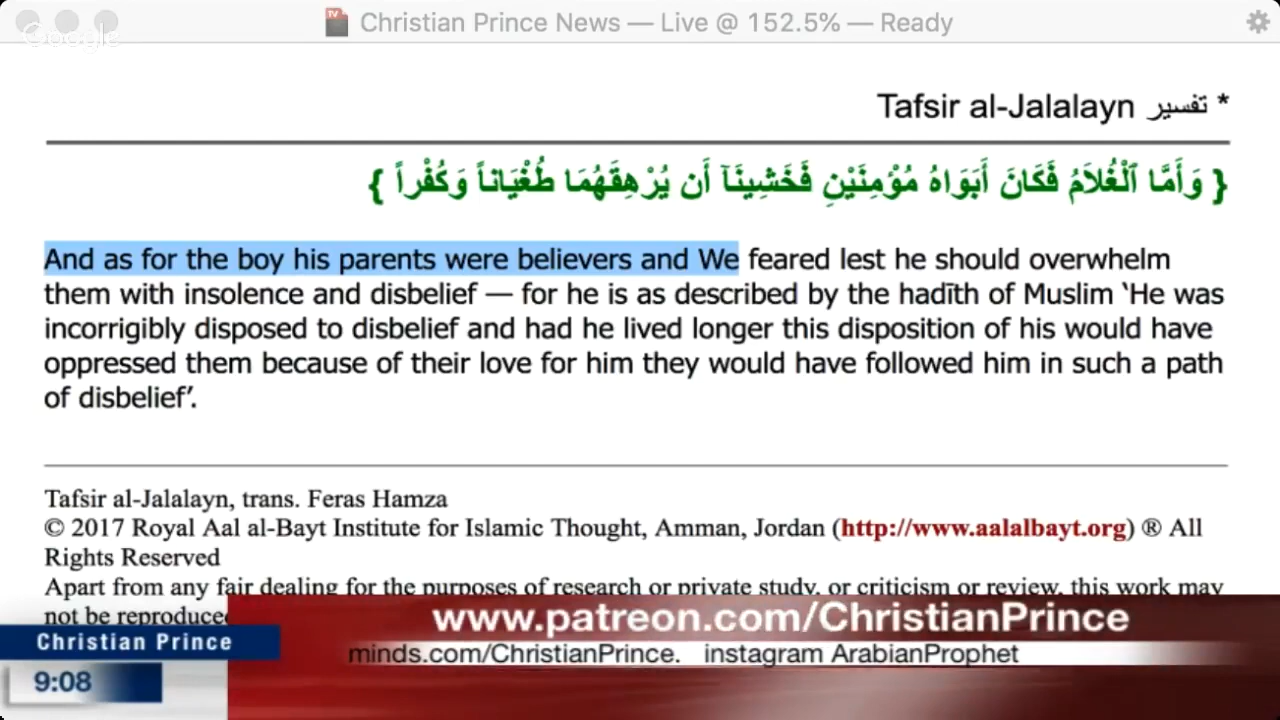 Christian Prince News — Live @ 152.5% — Ready
Google
Tafsir al-Jalalayn تفسير *
{ وَأَمَّا ٱلْغُلاَمُ فَكَانَ أَبَوَاهُ مُؤْمِنَيْنِ فَخَشِينَآ أَن يُرْهِقَهُمَا طُغْيَاناً وَكُفْراً }
And as for the boy his parents were believers and We feared lest he should overwhelm
them with insolence and disbelief — for he is as described by the hadīth of Muslim ‘He was
incorrigibly disposed to disbelief and had he lived longer this disposition of his would have
oppressed them because of their love for him they would have followed him in such a path
of disbelief’.
Tafsir al-Jalalayn, trans. Feras Hamza
© 2017 Royal Aal al-Bayt Institute for Islamic Thought, Amman, Jordan (http://www.aalalbayt.org) ® All
Rights Reserved
Apart from any fair dealing for the purposes of research or private study, or criticism or review, this work may
not be reproduced
www.patreon.com/ChristianPrince
Christian Prince
minds.com/ChristianPrince. instagram ArabianProphet
9:08